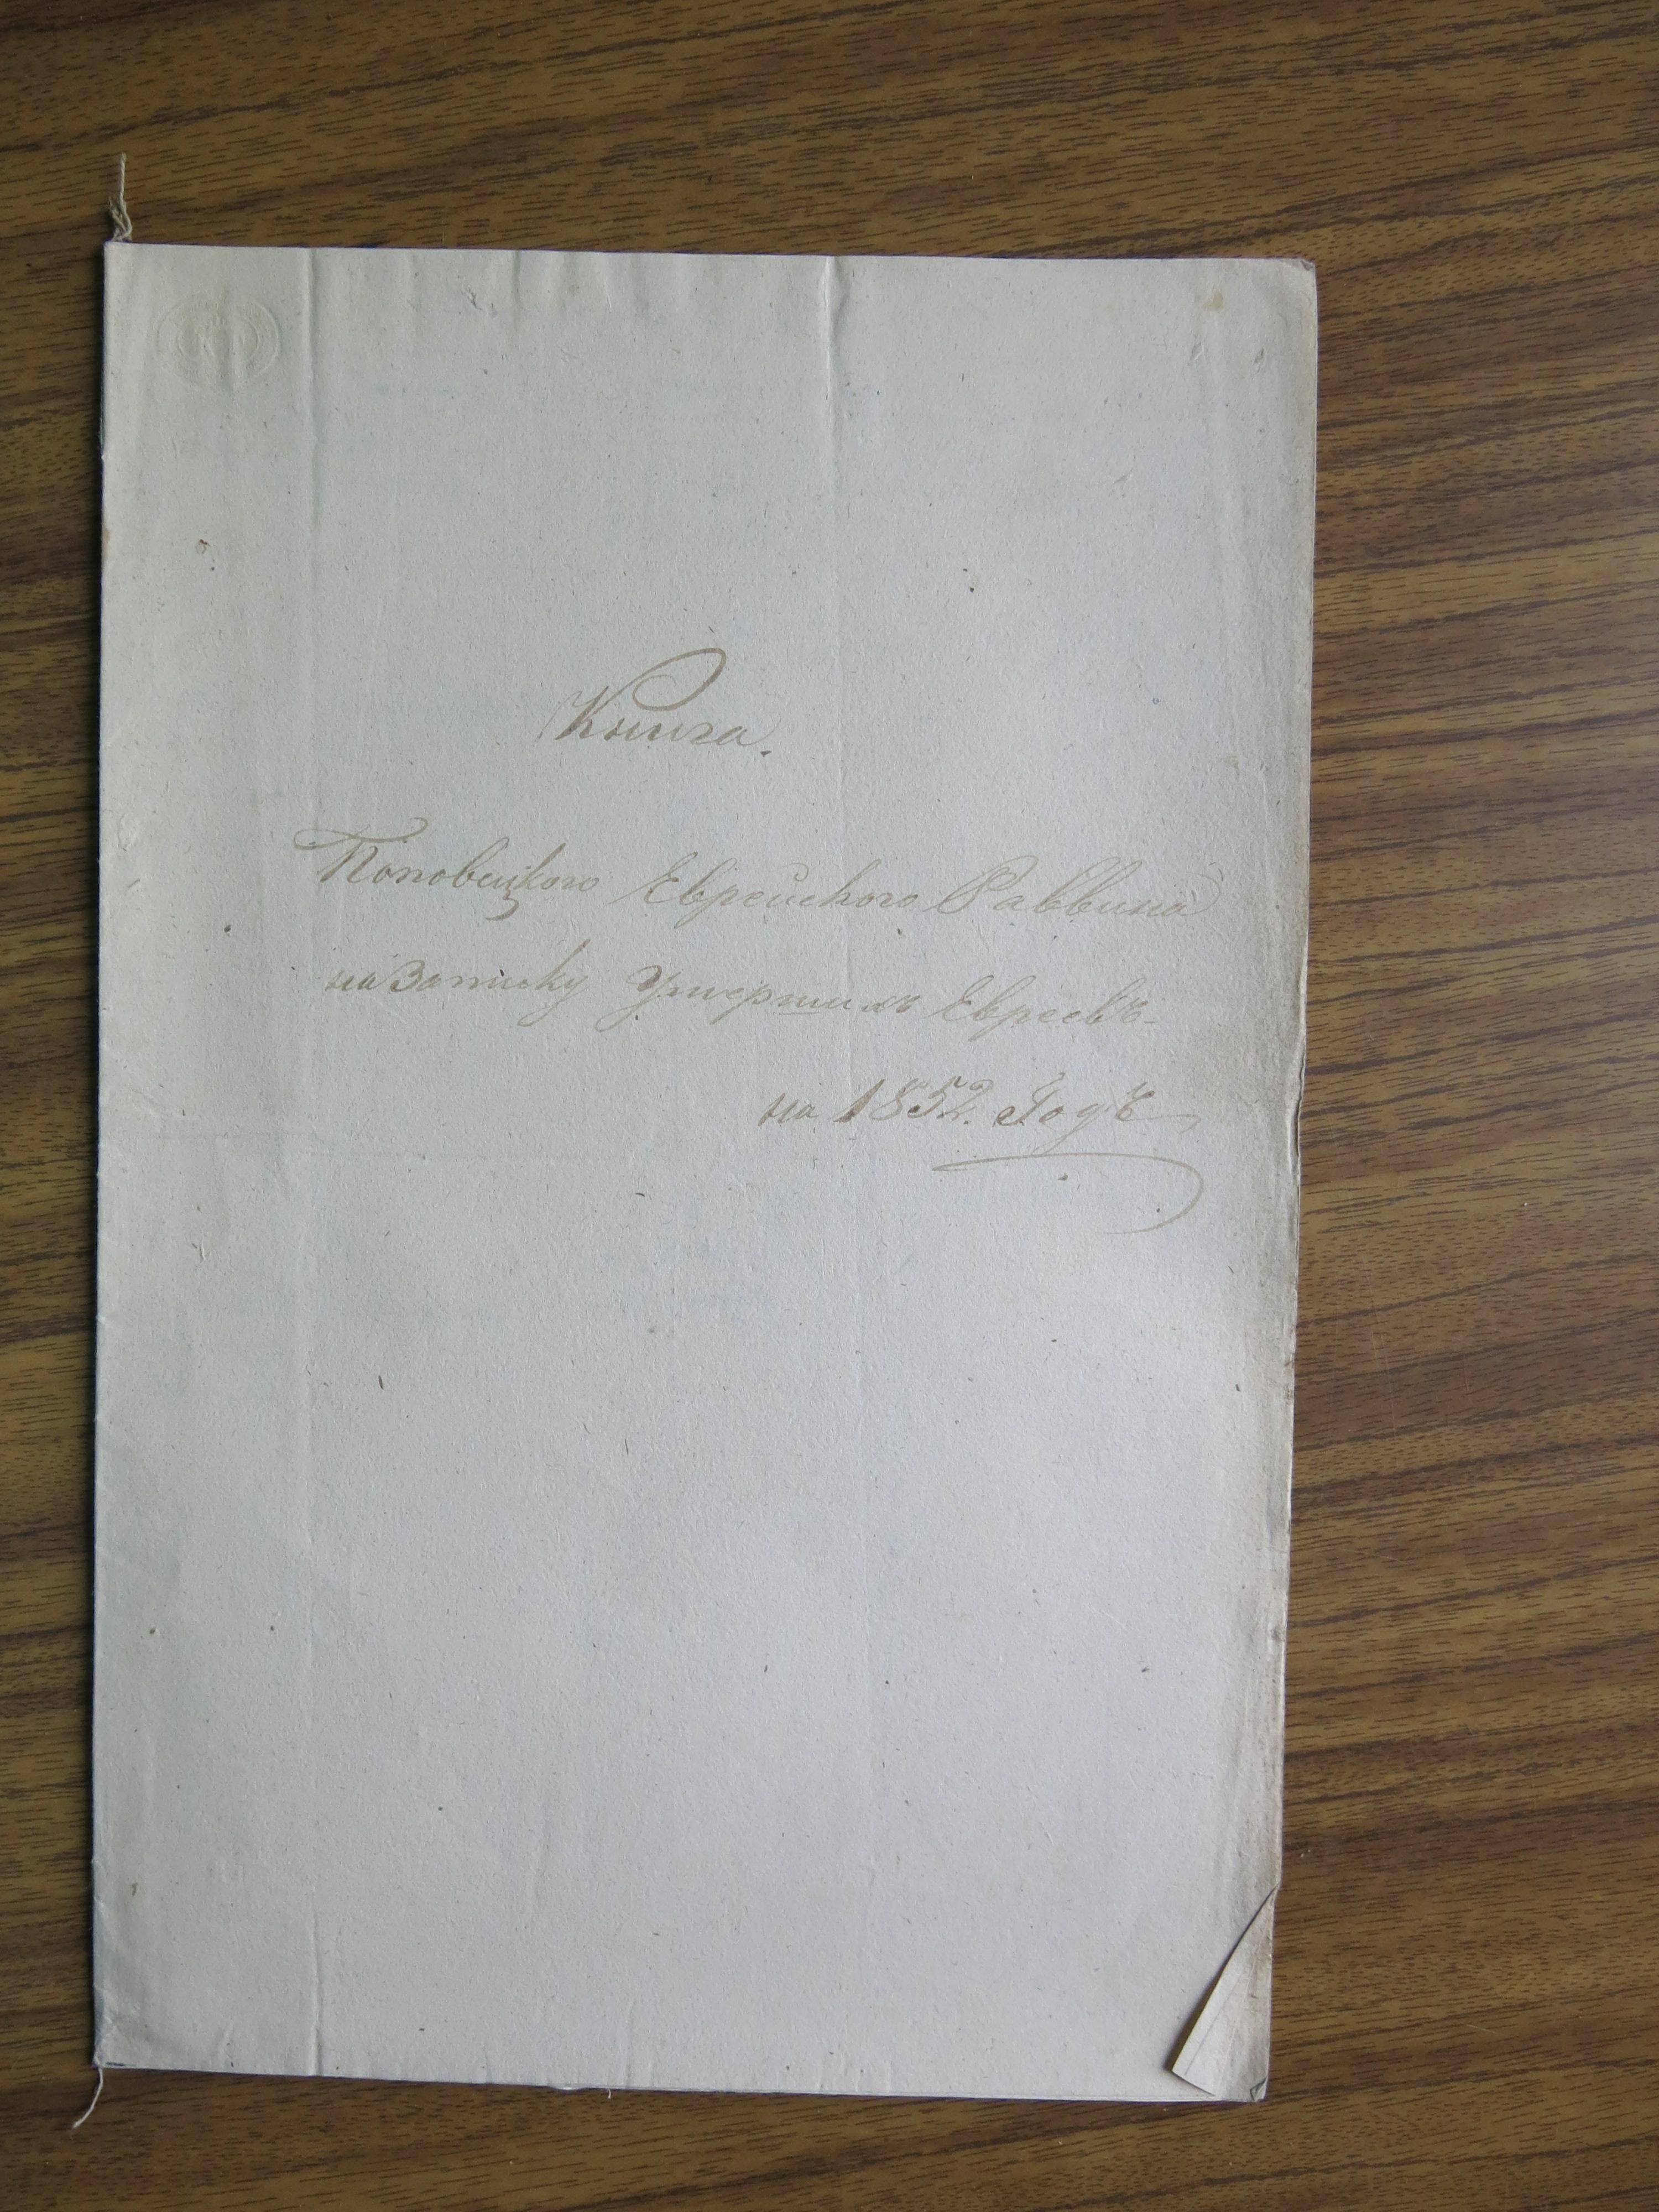 Книга.
Поповецкого Еврейского Раввина
на Записку Умершихъ Евреевъ
на 1852. Годъ